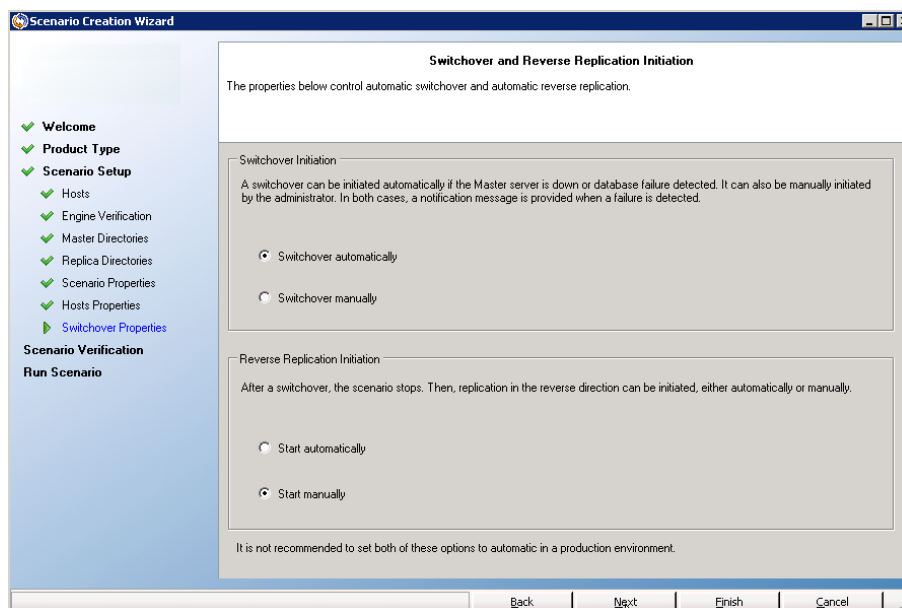 Scenario Creation Wizard
Switchover and Reverse Replication Initiation
The properties below control automatic switchover and automatic reverse replication.
Welcome
Product Type
Scenario Setup
Hosts
Engine Verification
Master Directories
Replica Directories
Scenario Properties
Hosts Properties
Switchover Properties
Scenario Verification
Run Scenario
Switchover Initiation
A switchover can be initiated automatically if the Master server is down or database failure detected. It can also be manually initiated
by the administrator. In both cases, a notification message is provided when a failure is detected.
Switchover automatically
Switchover manually
Reverse Replication Initiation
After a switchover, the scenario stops. Then, replication in the reverse direction can be initiated, either automatically or manually.
Start automatically
Start manually
It is not recommended to set both of these options to automatic in a production environment.
Back
Next
Finish
Cancel